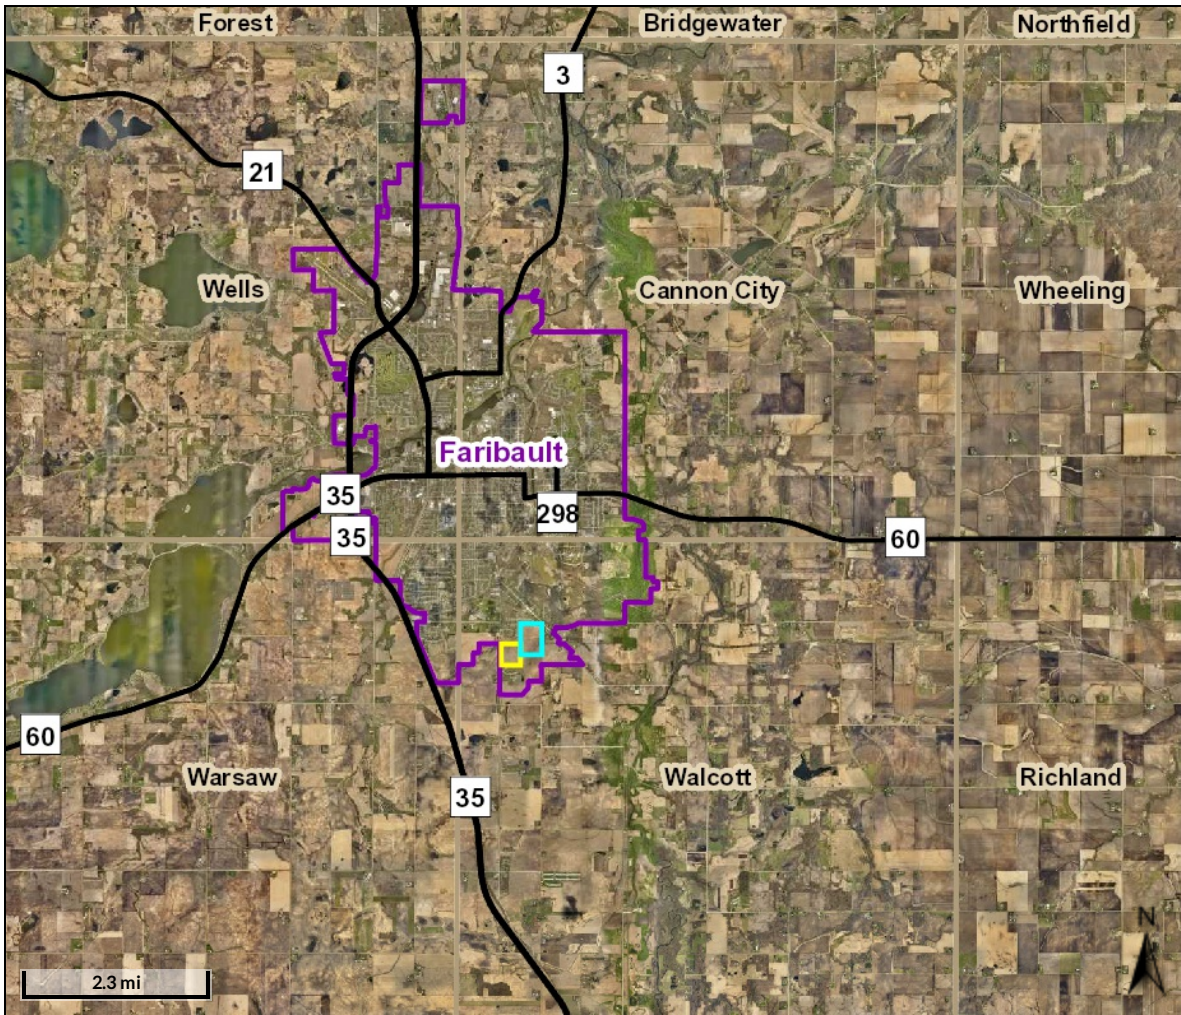 Forest
Bridgewater
Northfield
3
21
Wells
Cannon City
Wheeling
Faribault
35
298
35
60
60
Warsaw
Walcott
Richland
35
N
2.3 mi